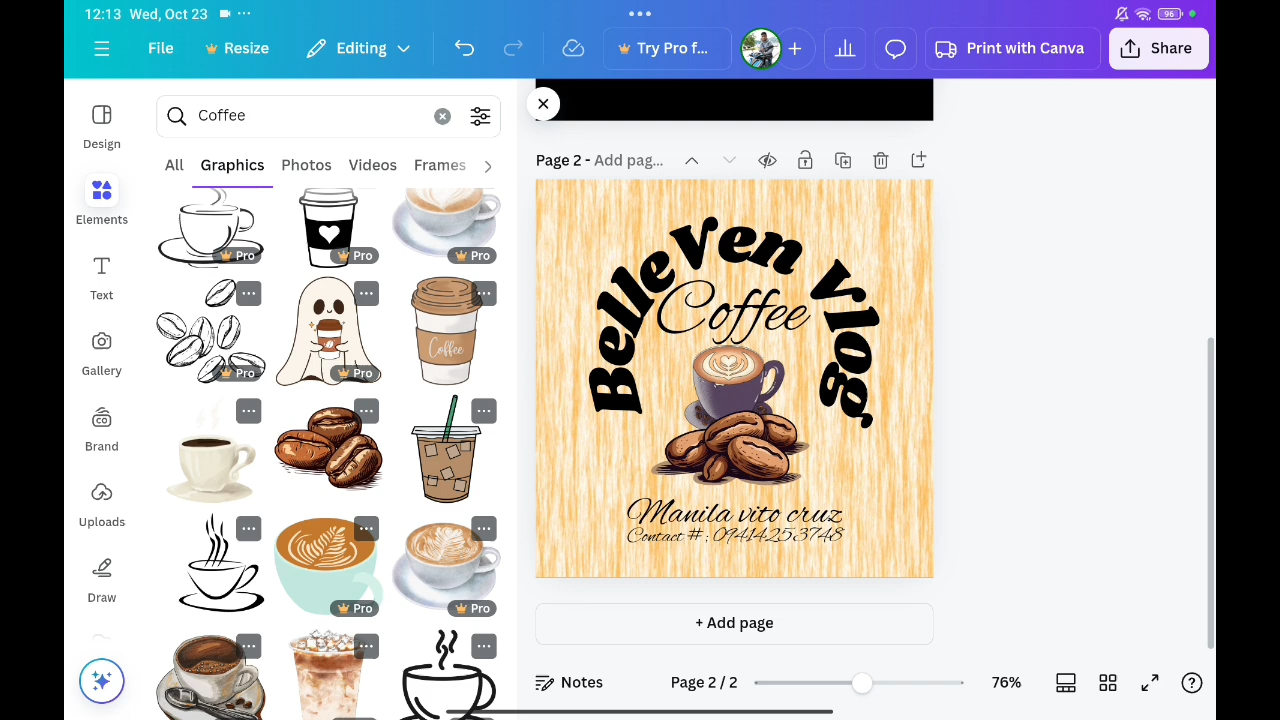 12:13 Wed, Oct 23
96
File
Resize
Editing
Try Pro f...
Print with Canva
Share
Design
Elements
Text
Gallery
Brand
Uploads
Draw
Coffee
All Graphics Photos Videos Frames
Pro
Pro
Pro
Pro
Pro
Coffee
Pro
Pro
Page 2 - Add pag...
BelleVen Vlog
Coffee
Manila vito cruz
Contact # ; 09414253748
+ Add page
Notes
Page 2 / 2
76%